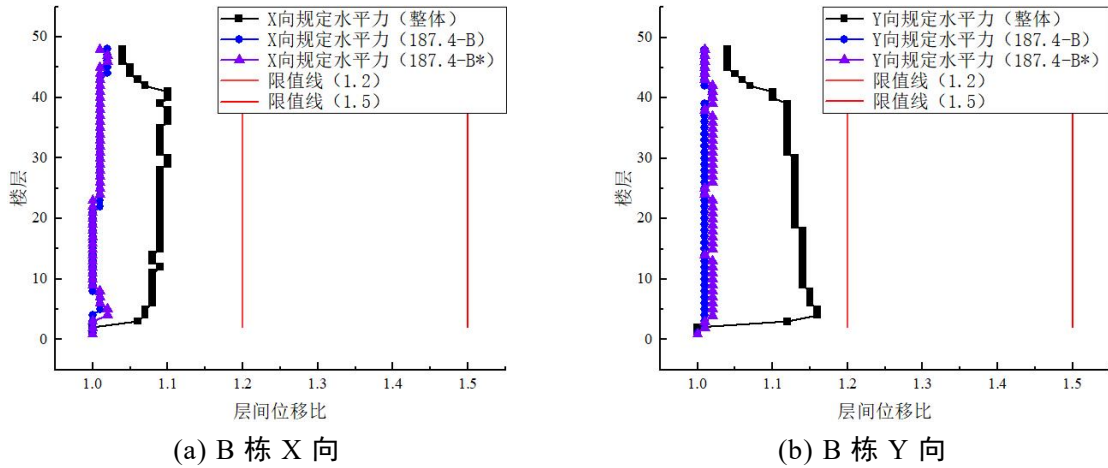 X向规定水平力（整体）
X向规定水平力（187.4-B）
X向规定水平力（187.4-B*）
限值线（1.2）
限值线（1.5）
50
40
30
20
10
0
楼层
1.0 1.1 1.2 1.3 1.4 1.5
层间位移比
(a) B 栋 X 向
Y向规定水平力（整体）
Y向规定水平力（187.4-B）
Y向规定水平力（187.4-B*）
限值线（1.2）
限值线（1.5）
50
40
30
20
10
0
楼层
1.0 1.1 1.2 1.3 1.4 1.5
层间位移比
(b) B 栋 Y 向